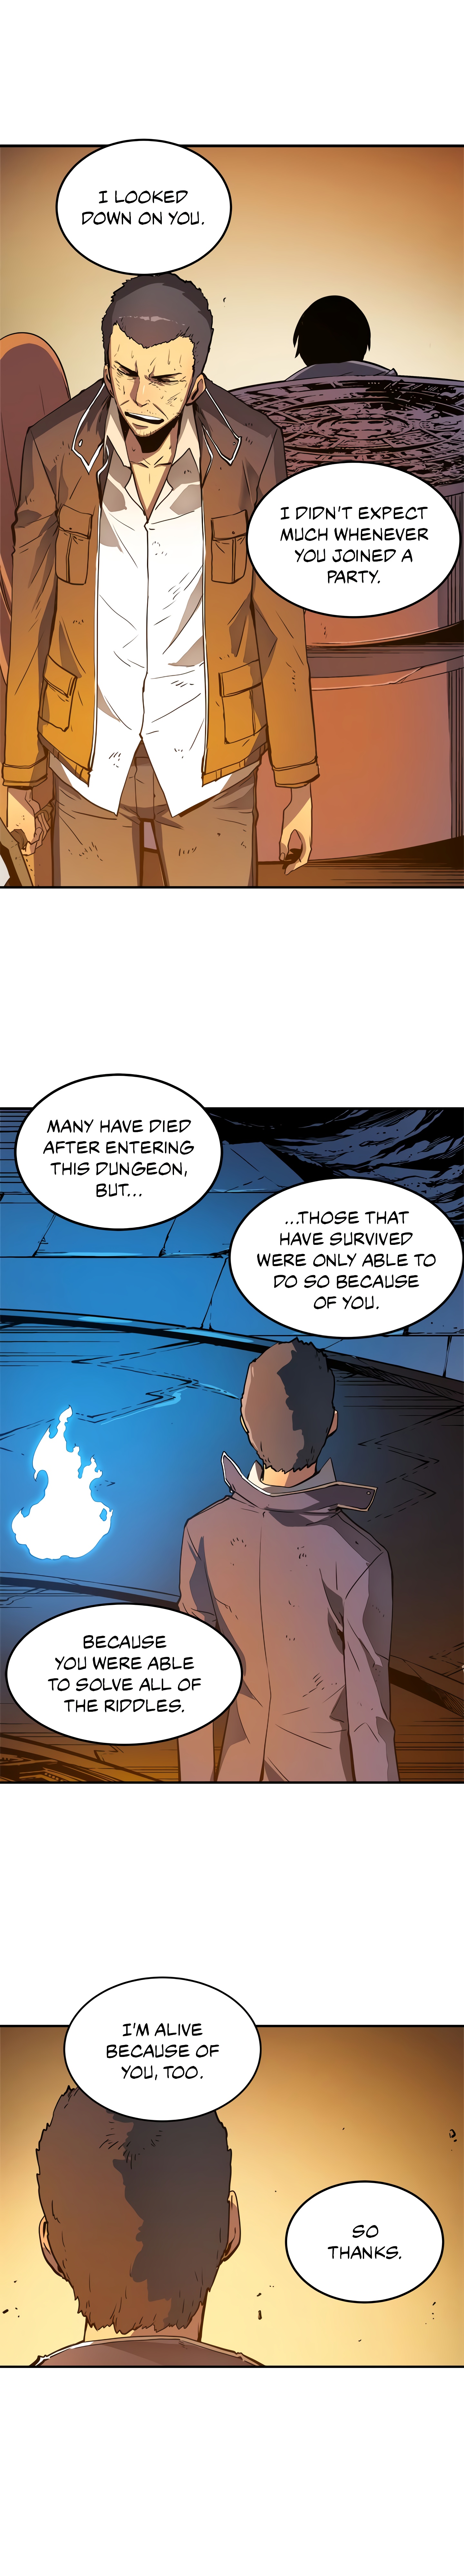 I LOOKED
DOWN ON YOU.
I DIDN'T EXPECT
MUCH WHENEVER
YOU JOINED A
PARTY.
MANY HAVE DIED
AFTER ENTERING
THIS DUNGEON,
BUT...
...THOSE THAT
HAVE SURVIVED
WERE ONLY ABLE TO
DO SO BECAUSE
OF YOU.
BECAUSE
YOU WERE ABLE
TO SOLVE ALL OF
THE RIDDLES.
I'M ALIVE
BECAUSE OF
YOU, TOO.
SO
THANKS.